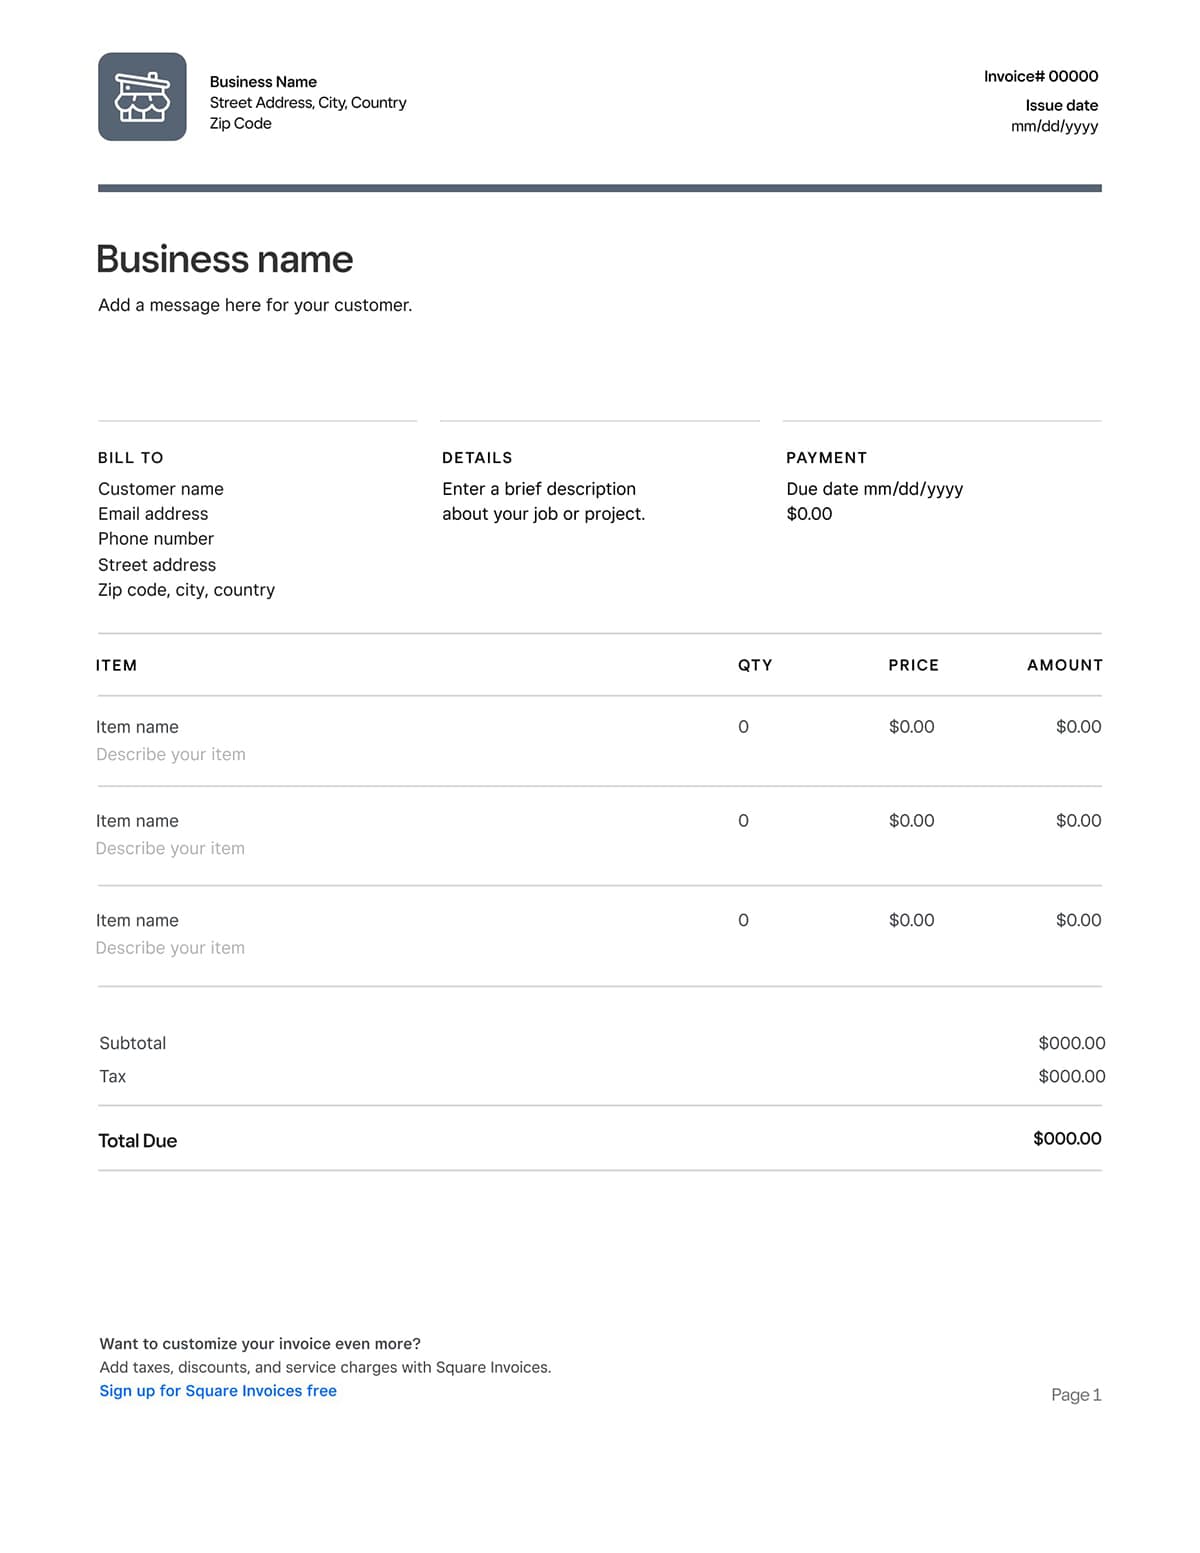 Business Name
Street Address, City, Country
Zip Code
Invoice# 00000
Issue date
mm/dd/yyyy
Business name
Add a message here for your customer.
BILL TO
Customer name
Email address
Phone number
Street address
Zip code, city, country
DETAILS
Enter a brief description
about your job or project.
PAYMENT
Due date mm/dd/yyyy
$0.00
ITEM QTY PRICE AMOUNT
Item name 0 $0.00 $0.00
Describe your item
Item name 0 $0.00 $0.00
Describe your item
Item name 0 $0.00 $0.00
Describe your item
Subtotal $000.00
Tax $000.00
Total Due $000.00
Want to customize your invoice even more?
Add taxes, discounts, and service charges with Square Invoices.
Sign up for Square Invoices free
Page 1